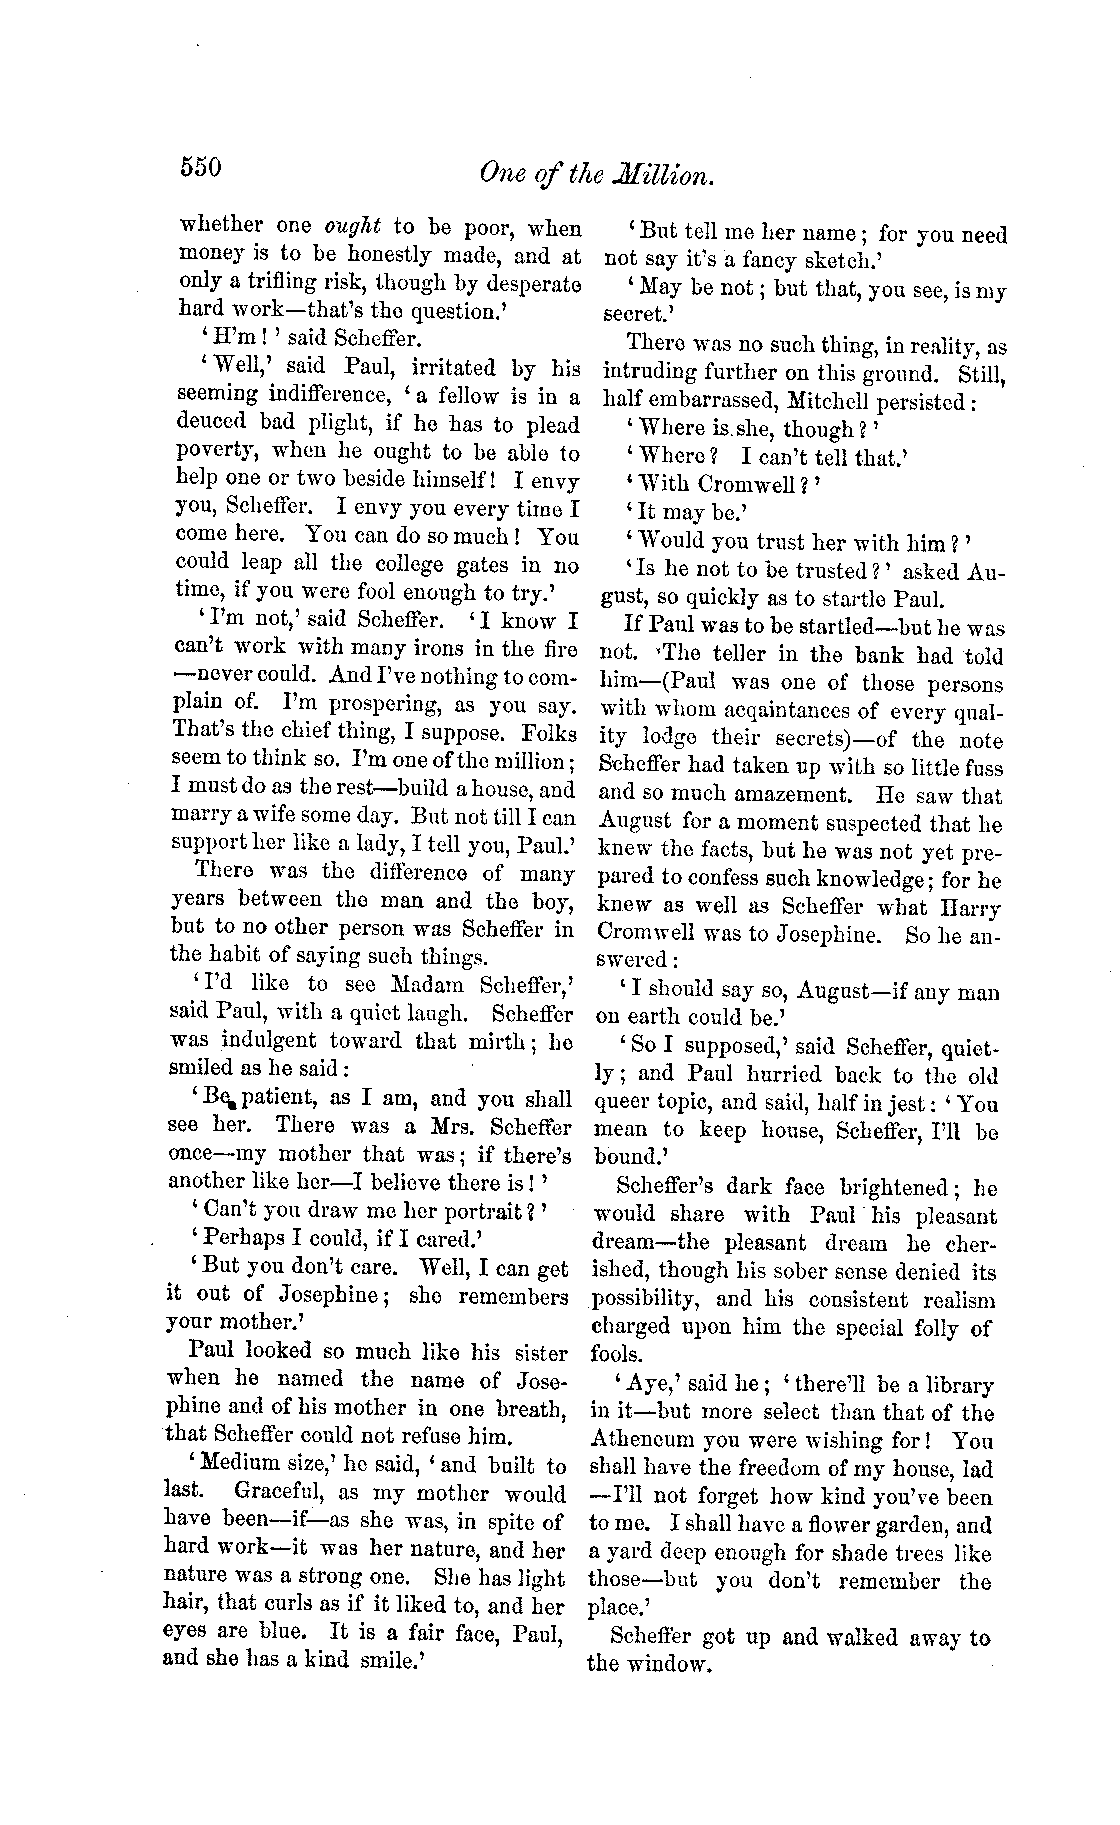 550
One of the Million.
whether one ought to be poor, when
money is to be honestly made, and at
only a trifling risk, though by desperate
hard work—that's the question.'
'H'm!' said Scheffer.
'Well,' said Paul, irritated by his
seeming indifference, 'a fellow is in a
deuced bad plight, if he has to plead
poverty, when he ought to be able to
help one or two beside himself! I envy
you, Scheffer. I envy you every time I
come here. You can do so much! You
could leap all the college gates in no
time, if you were fool enough to try.'
'I'm not,' said Scheffer. 'I know I
can't work with many irons in the fire
—never could. And I've nothing to com-
plain of. I'm prospering, as you say.
That's the chief thing, I suppose. Folks
seem to think so. I'm one of the million;
I must do as the rest—build a house, and
marry a wife some day. But not till I can
support her like a lady, I tell you, Paul.'
There was the difference of many
years between the man and the boy,
but to no other person was Scheffer in
the habit of saying such things.
'I'd like to see Madam Scheffer,'
said Paul, with a quiet laugh. Scheffer
was indulgent toward that mirth; he
smiled as he said:
'Be patient, as I am, and you shall
see her. There was a Mrs. Scheffer
once—my mother that was; if there's
another like her—I believe there is!'
'Can't you draw me her portrait?'
'Perhaps I could, if I cared.'
'But you don't care. Well, I can get
it out of Josephine; she remembers
your mother.'
Paul looked so much like his sister
when he named the name of Jose-
phine and of his mother in one breath,
that Scheffer could not refuse him.
'Medium size,' he said, 'and built to
last. Graceful, as my mother would
have been—if—as she was, in spite of
hard work—it was her nature, and her
nature was a strong one. She has light
hair, that curls as if it liked to, and her
eyes are blue. It is a fair face, Paul,
and she has a kind smile.'
'But tell me her name; for you need
not say it's a fancy sketch.'
'May be not; but that, you see, is my
secret.'
There was no such thing, in reality, as
intruding further on this ground. Still,
half embarrassed, Mitchell persisted:
'Where is she, though?'
'Where? I can't tell that.'
'With Cromwell?'
'It may be.'
'Would you trust her with him?'
'Is he not to be trusted?' asked Au-
gust, so quickly as to startle Paul.
If Paul was to be startled—but he was
not. The teller in the bank had told
him—(Paul was one of those persons
with whom acqaintances of every qual-
ity lodge their secrets)—of the note
Scheffer had taken up with so little fuss
and so much amazement. He saw that
August for a moment suspected that he
knew the facts, but he was not yet pre-
pared to confess such knowledge; for he
knew as well as Scheffer what Harry
Cromwell was to Josephine. So he an-
swered:
'I should say so, August—if any man
on earth could be.'
'So I supposed,' said Scheffer, quiet-
ly; and Paul hurried back to the old
queer topic, and said, half in jest: 'You
mean to keep house, Scheffer, I'll be
bound.'
Scheffer's dark face brightened; he
would share with Paul his pleasant
dream—the pleasant dream he cher-
ished, though his sober sense denied its
possibility, and his consistent realism
charged upon him the special folly of
fools.
'Aye,' said he; 'there'll be a library
in it—but more select than that of the
Atheneum you were wishing for! You
shall have the freedom of my house, lad
—I'll not forget how kind you've been
to me. I shall have a flower garden, and
a yard deep enough for shade trees like
those—but you don't remember the
place.'
Scheffer got up and walked away to
the window.